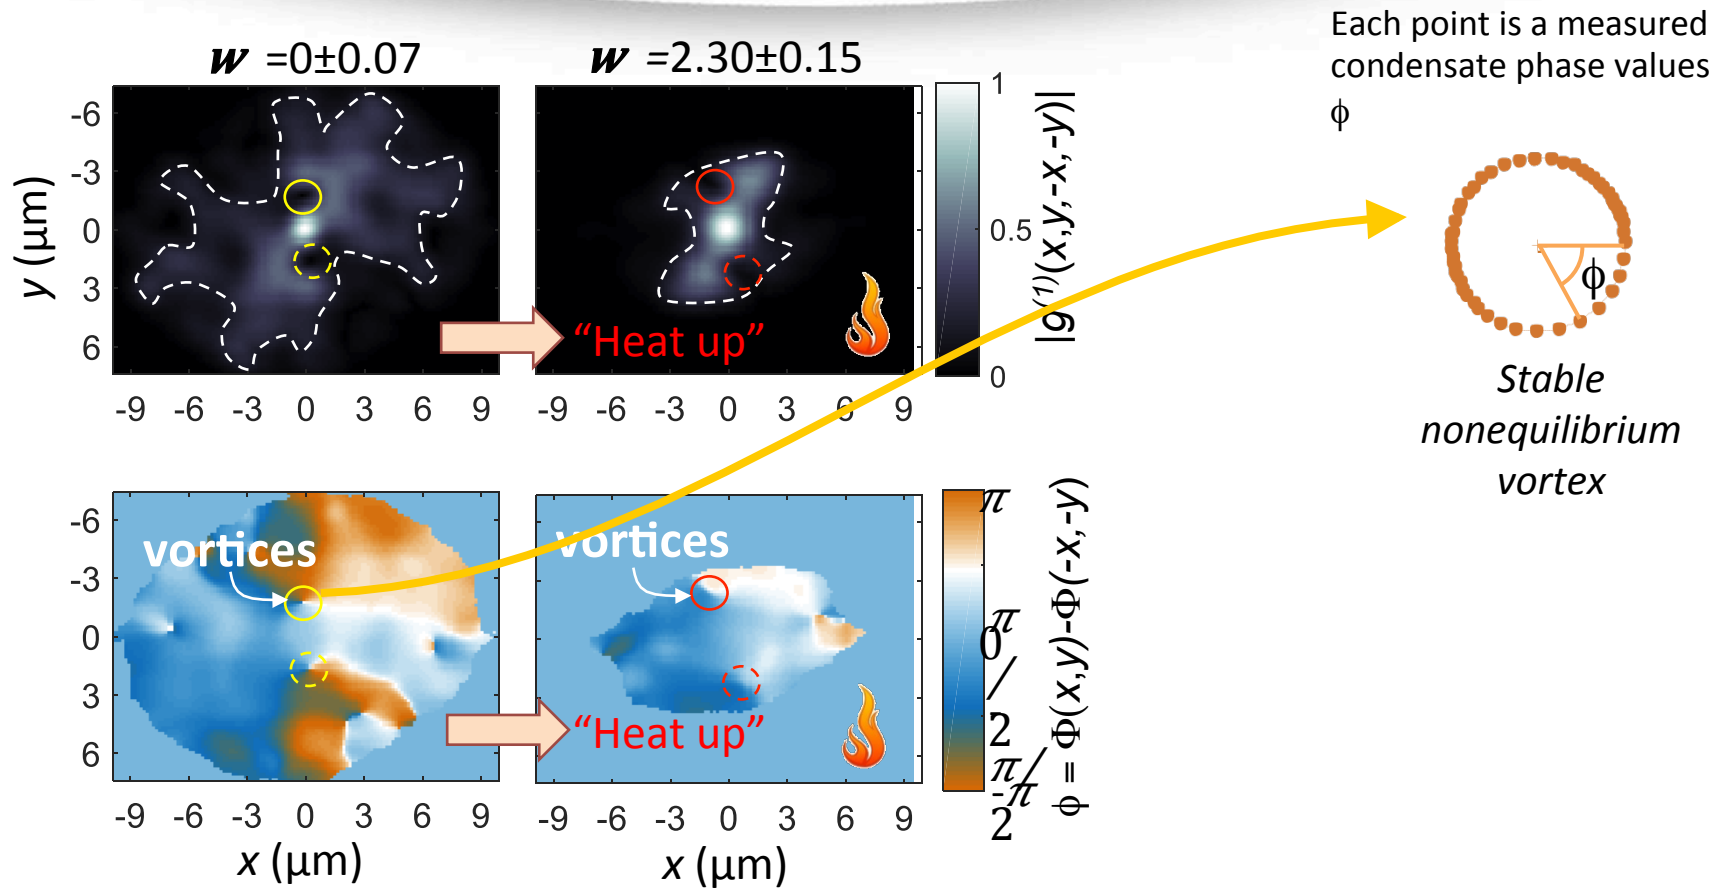 Each point is a measured
condensate phase values
ϕ
w =0±0.07
w =2.30±0.15
-6
-3
0
3
6
y (µm)
"Heat up"
-9 -6 -3 0 3 6 9
-9 -6 -3 0 3 6 9
1
0.5
0
|g⁽¹⁾(x,y,-x,-y)|
ϕ
Stable
nonequilibrium
vortex
-6
-3
0
3
6
vortices
vortices
"Heat up"
-9 -6 -3 0 3 6 9
-9 -6 -3 0 3 6 9
x (µm)
x (µm)
π
π/2
0
-π/2
π
ϕ = Φ(x,y)-Φ(-x,-y)